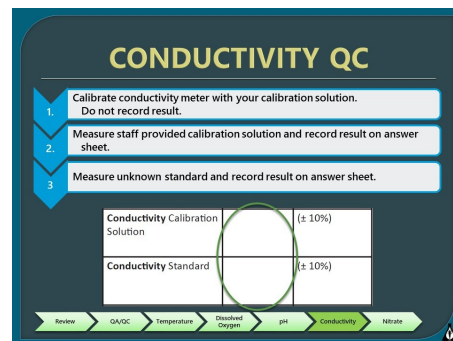 CONDUCTIVITY QC
1.
Calibrate conductivity meter with your calibration solution.
Do not record result.
2.
Measure staff provided calibration solution and record result on answer
sheet.
3
Measure unknown standard and record result on answer sheet.
Conductivity Calibration
Solution
(± 10%)
Conductivity Standard
(± 10%)
Review
QA/QC
Temperature
Dissolved
Oxygen
pH
Conductivity
Nitrate